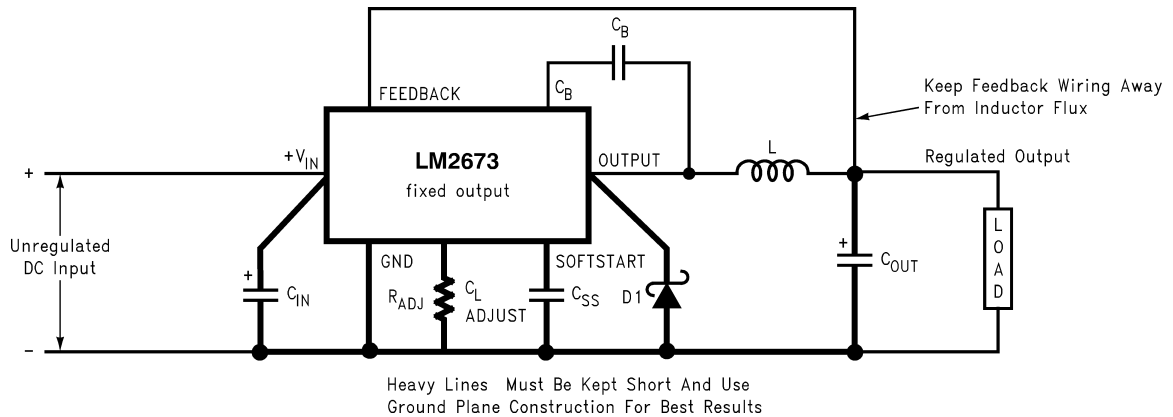 C_B
FEEDBACK
C_B
Keep Feedback Wiring Away
From Inductor Flux
+V_IN
LM2673
fixed output
OUTPUT
L
Regulated Output
+
Unregulated
DC Input
-
+
C_IN
GND
R_ADJ
C_L
ADJUST
SOFTSTART
C_SS
D1
+
C_OUT
LOAD
Heavy Lines Must Be Kept Short And Use
Ground Plane Construction For Best Results